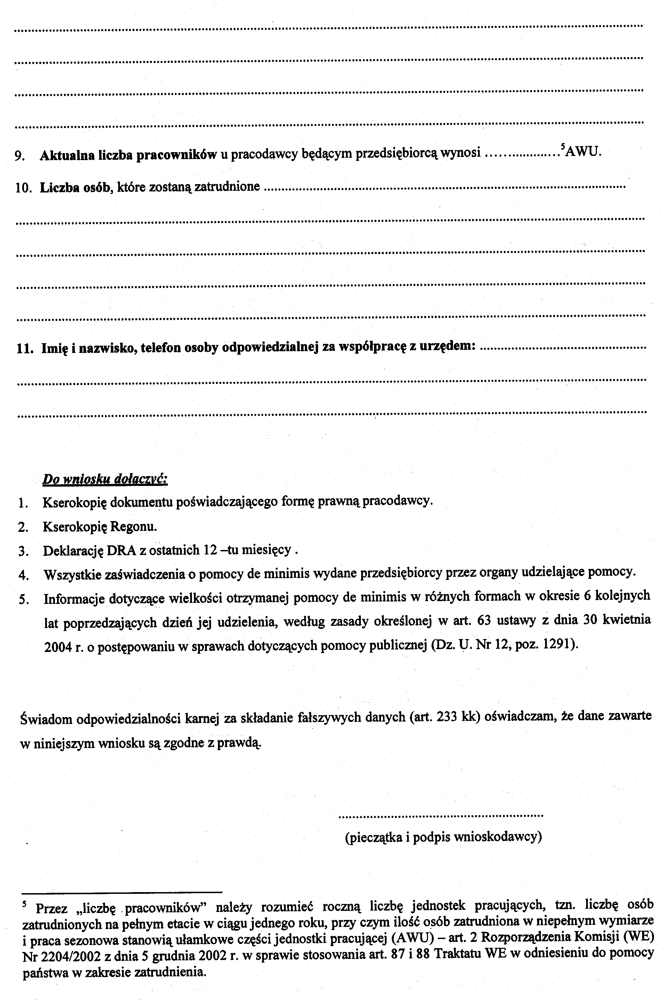 9. Aktualna liczba pracowników u pracodawcy będącym przedsiębiorcą wynosi ....................⁵AWU.
10. Liczba osób, które zostaną zatrudnione ....................
11. Imię i nazwisko, telefon osoby odpowiedzialnej za współpracę z urzędem: ....................
Do wniosku dołączyć:
1. Kserokopię dokumentu poświadczającego formę prawną pracodawcy.
2. Kserokopię Regonu.
3. Deklarację DRA z ostatnich 12 –tu miesięcy .
4. Wszystkie zaświadczenia o pomocy de minimis wydane przedsiębiorcy przez organy udzielające pomocy.
5. Informacje dotyczące wielkości otrzymanej pomocy de minimis w różnych formach w okresie 6 kolejnych
lat poprzedzających dzień jej udzielenia, według zasady określonej w art. 63 ustawy z dnia 30 kwietnia
2004 r. o postępowaniu w sprawach dotyczących pomocy publicznej (Dz. U. Nr 12, poz. 1291).
Świadom odpowiedzialności karnej za składanie fałszywych danych (art. 233 kk) oświadczam, że dane zawarte
w niniejszym wniosku są zgodne z prawdą.
(pieczątka i podpis wnioskodawcy)
⁵ Przez „liczbę pracowników” należy rozumieć roczną liczbę jednostek pracujących, tzn. liczbę osób
zatrudnionych na pełnym etacie w ciągu jednego roku, przy czym ilość osób zatrudniona w niepełnym wymiarze
i praca sezonowa stanowią ułamkowe części jednostki pracującej (AWU) – art. 2 Rozporządzenia Komisji (WE)
Nr 2204/2002 z dnia 5 grudnia 2002 r. w sprawie stosowania art. 87 i 88 Traktatu WE w odniesieniu do pomocy
państwa w zakresie zatrudnienia.